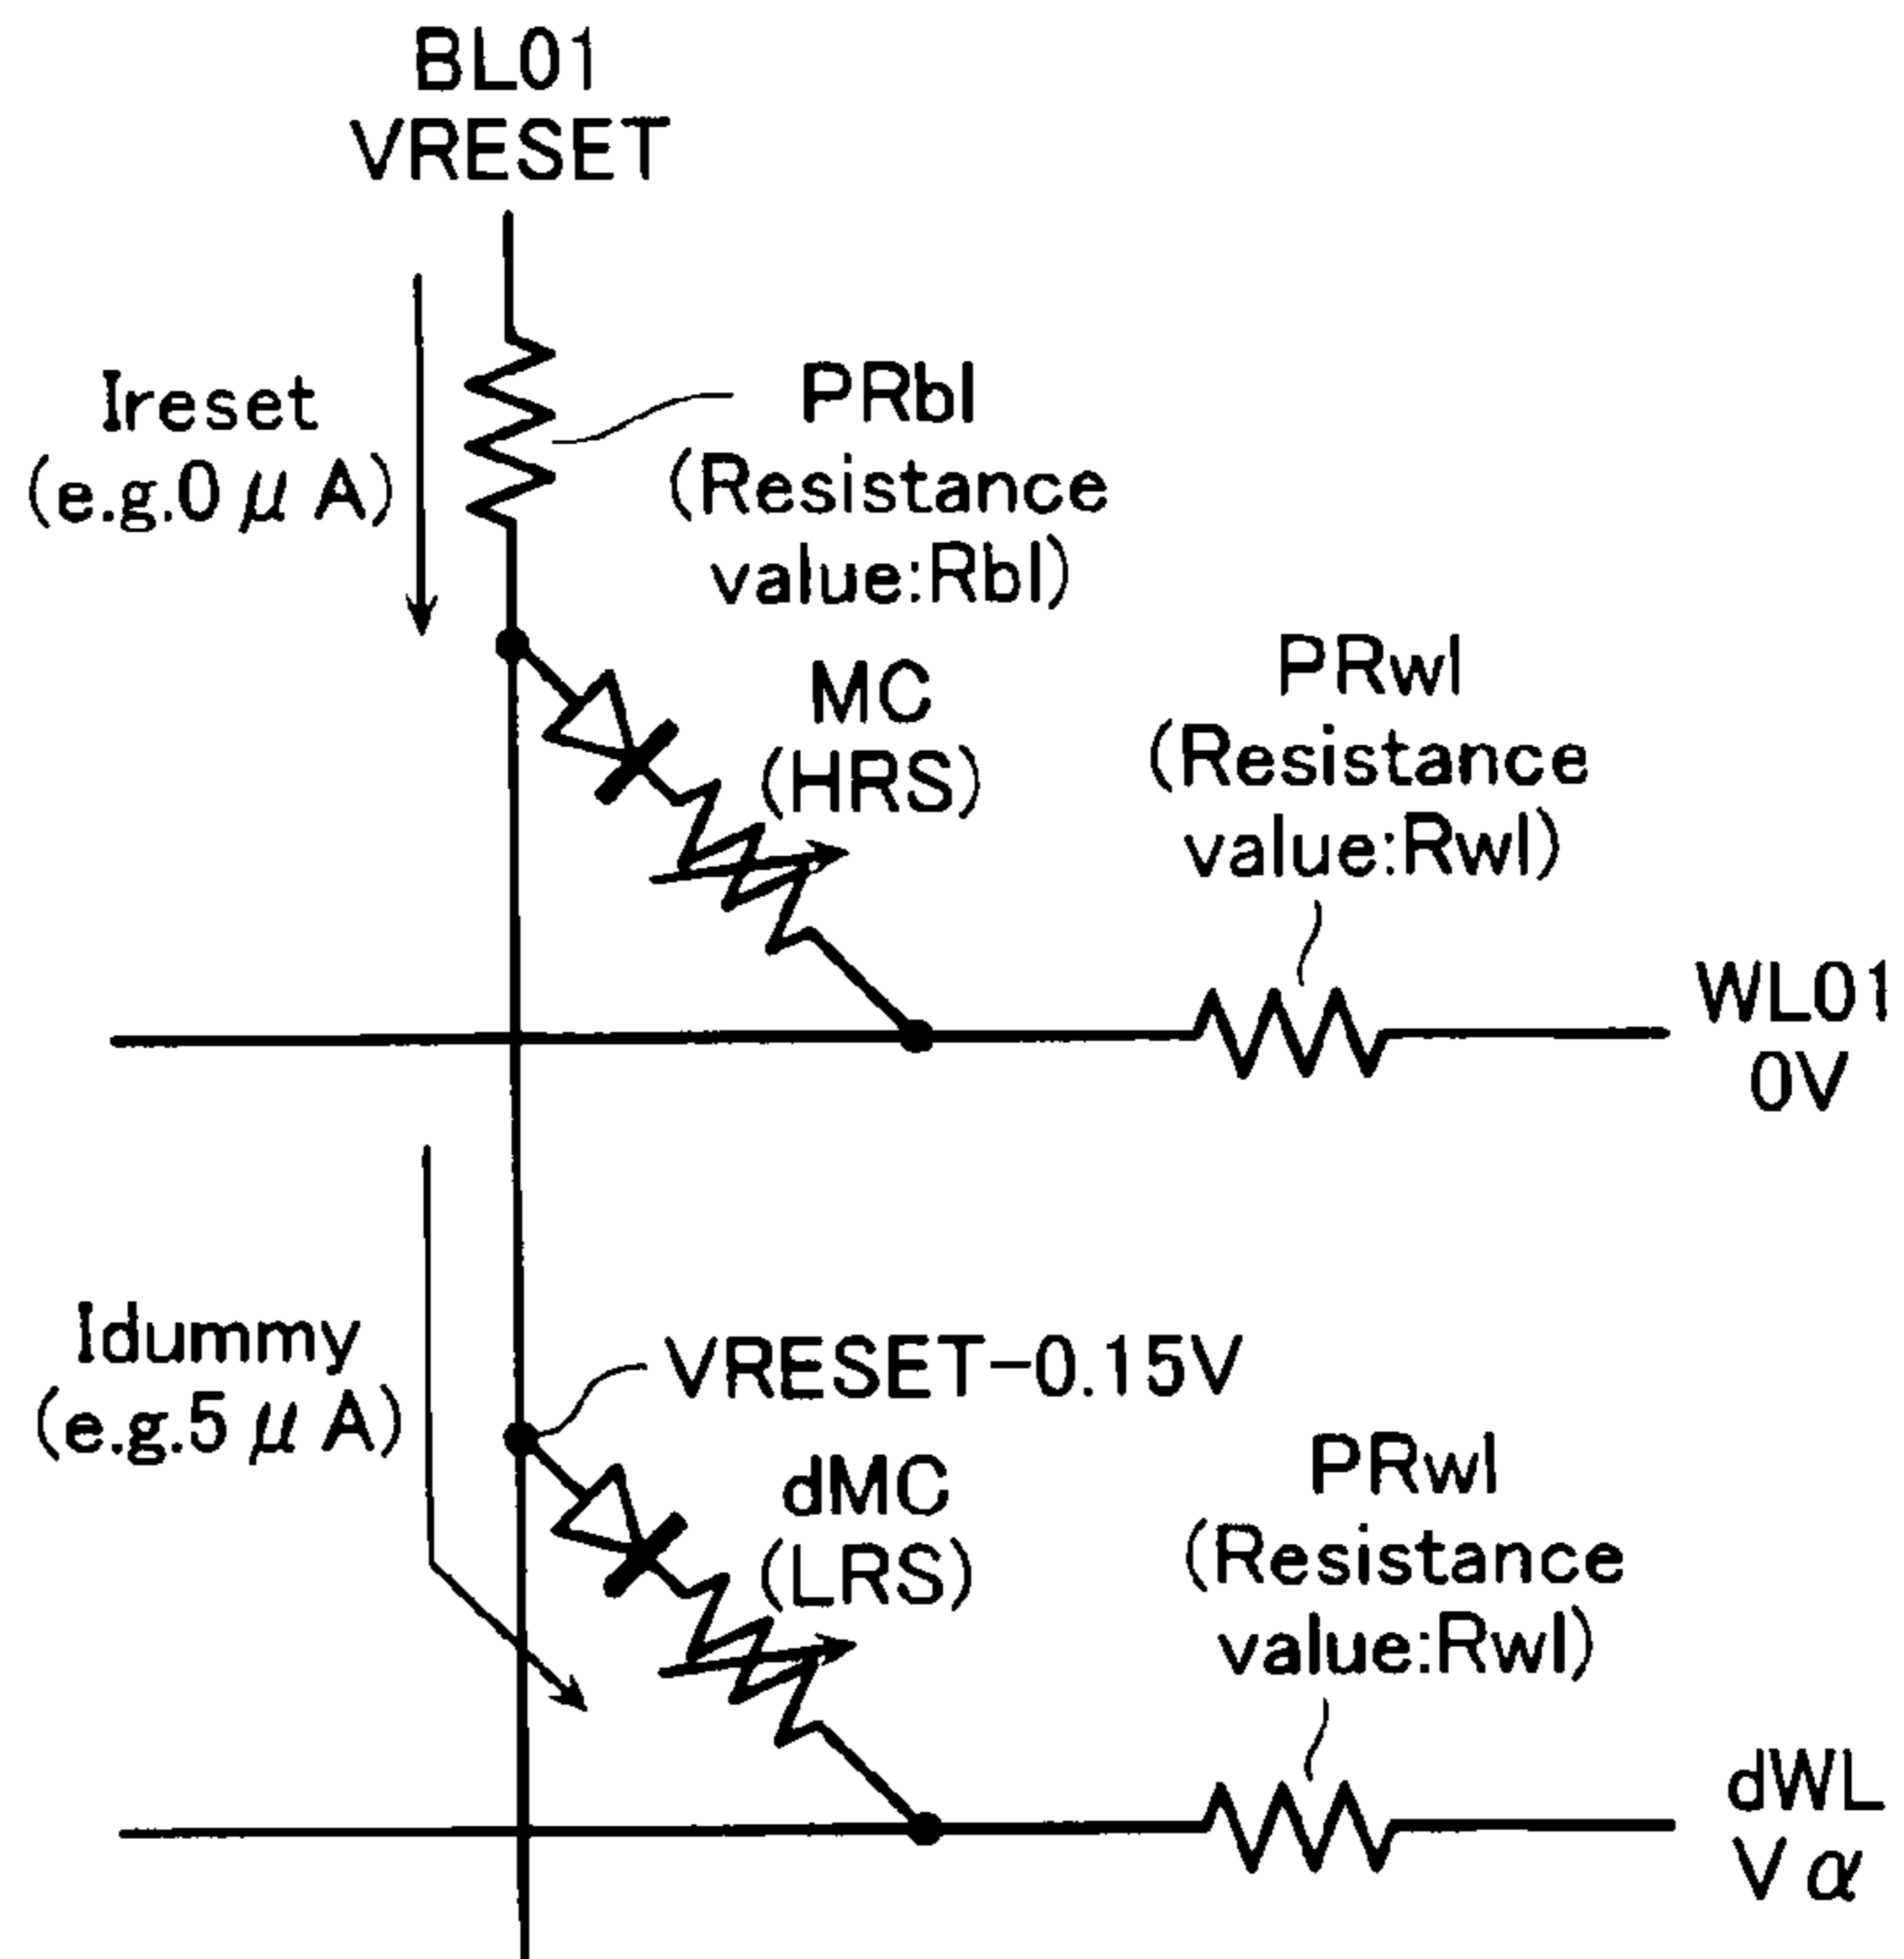 BL01
VRESET
Ireset
(e.g.0 μ A)
PRbl
(Resistance
value:Rbl)
MC
(HRS)
PRwl
(Resistance
value:Rwl)
WL01
0V
Idummy
(e.g.5 μ A)
VRESET-0.15V
dMC
(LRS)
PRwl
(Resistance
value:Rwl)
dWL
V α